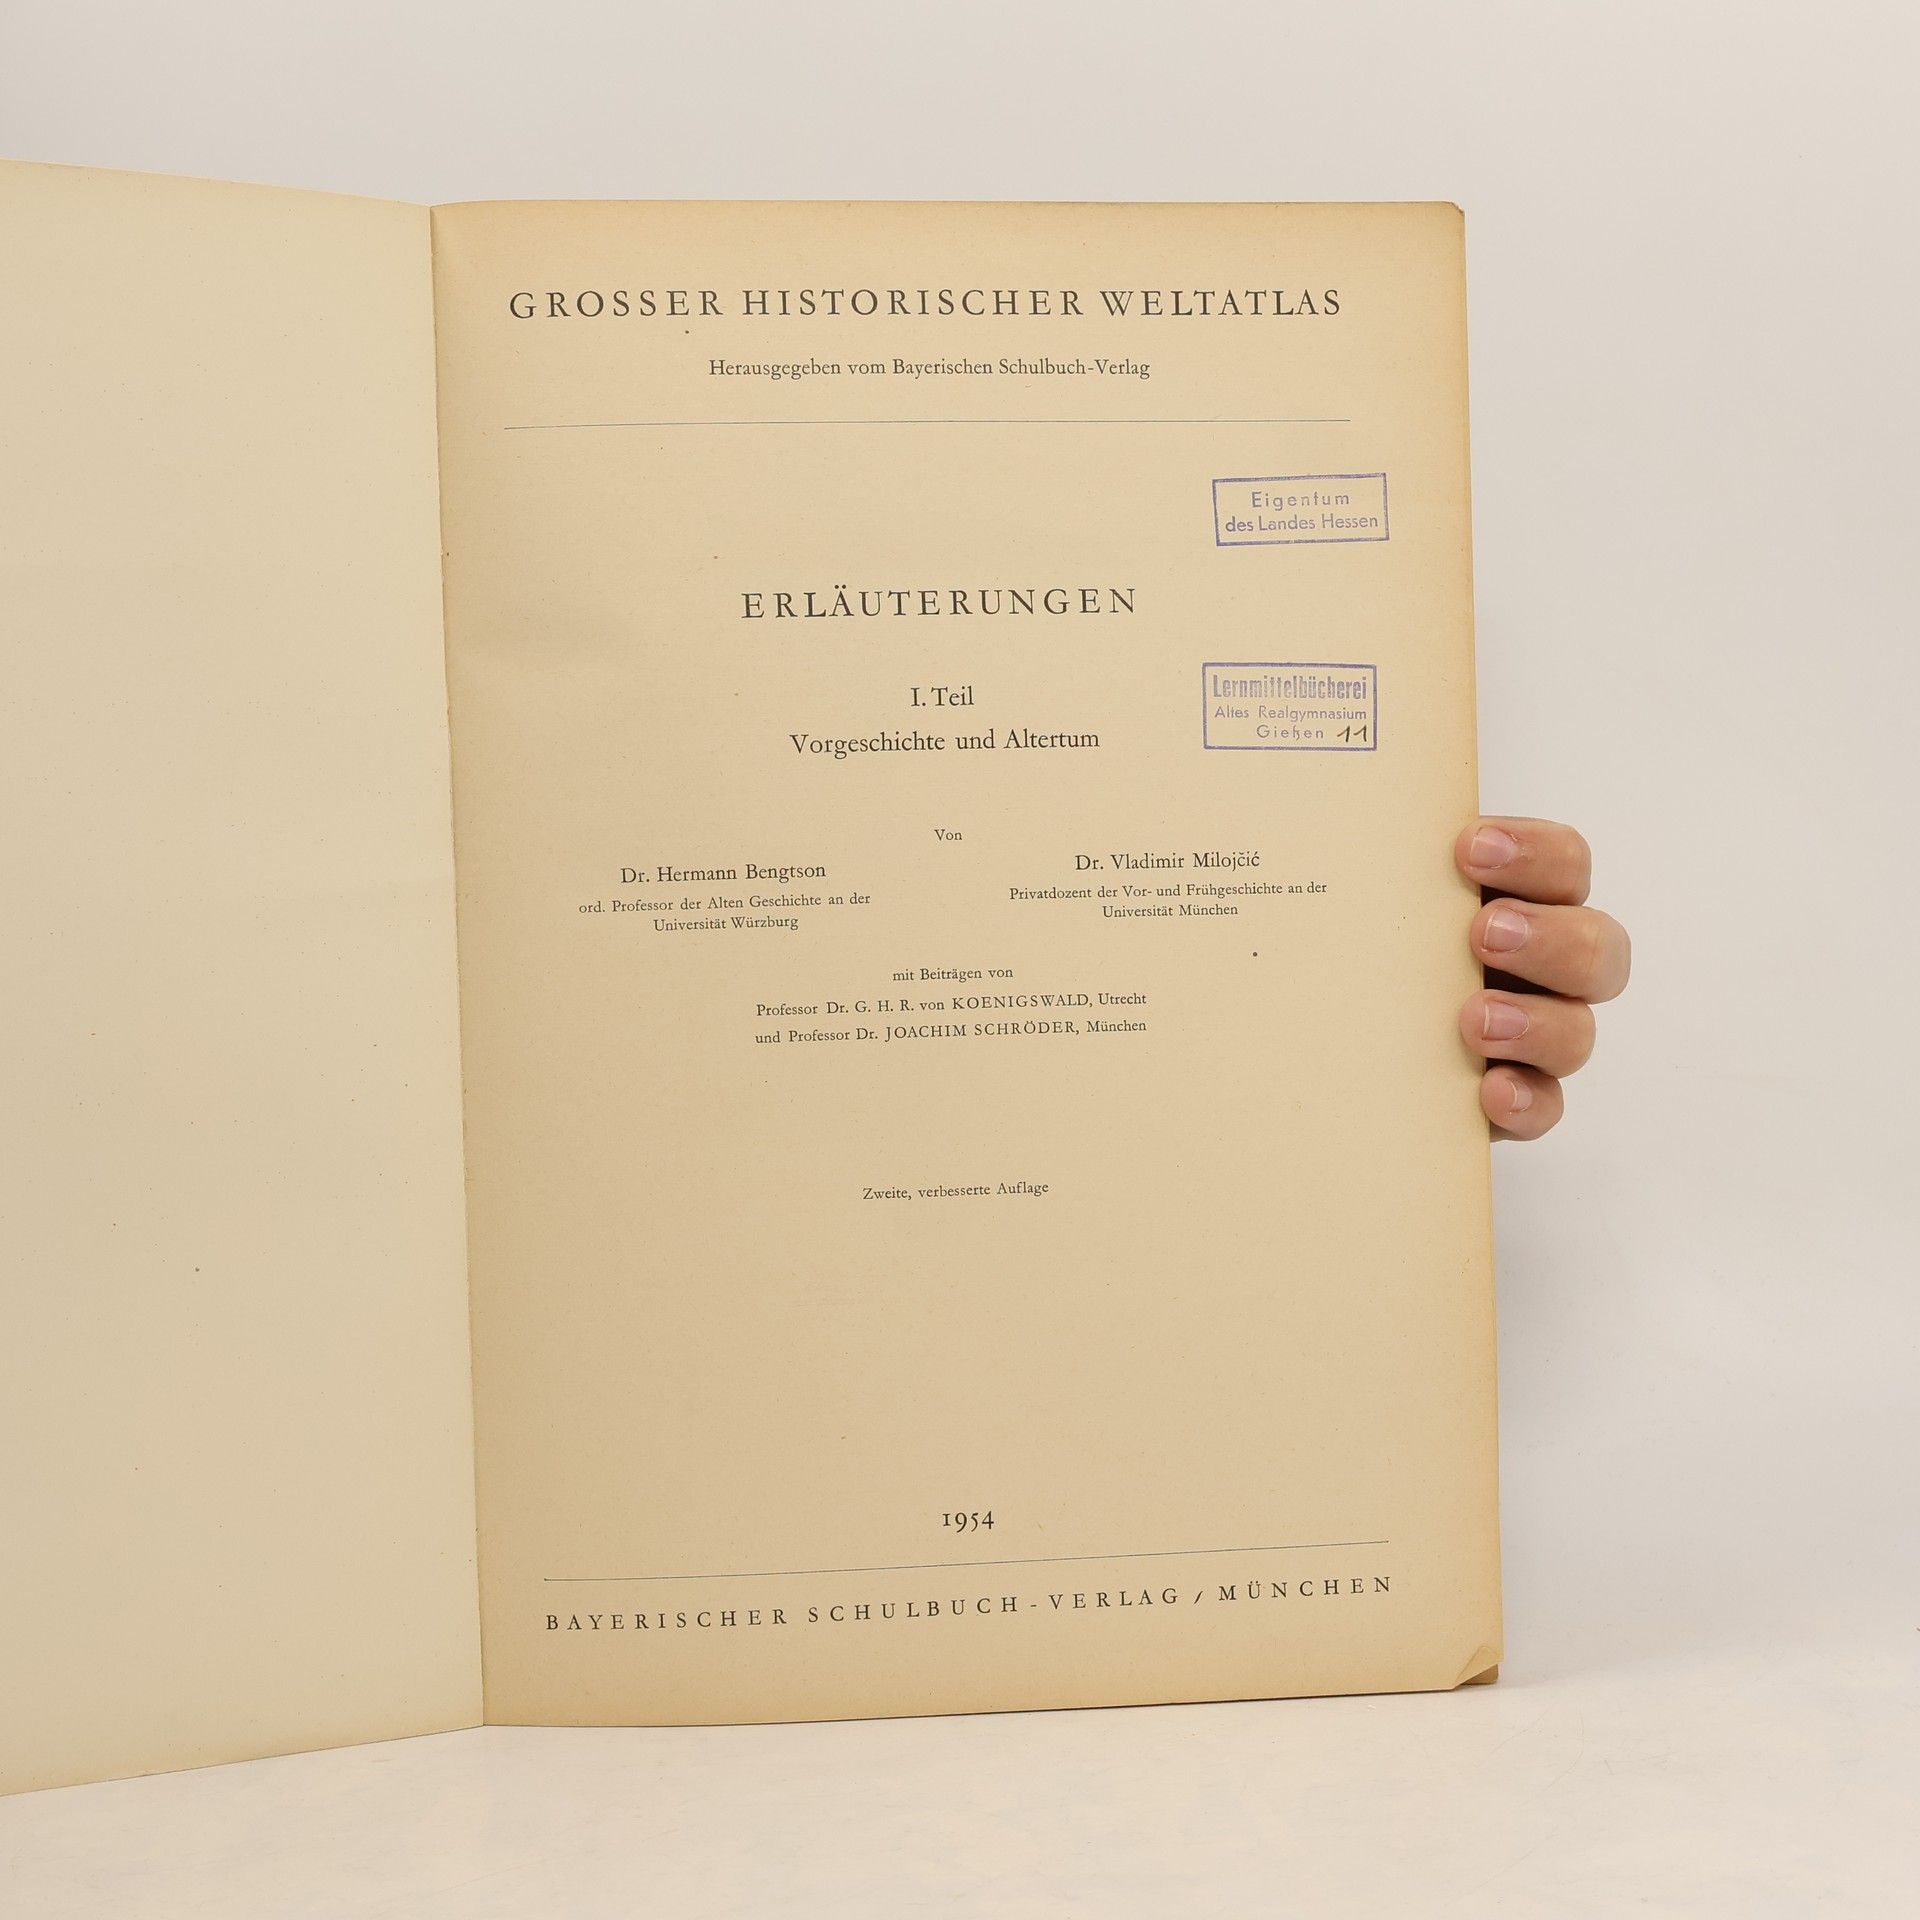 GROSSER HISTORISCHER WELTATLAS
Herausgegeben vom Bayerischen Schulbuch-Verlag
Eigentum
des Landes Hessen
ERLÄUTERUNGEN
I. Teil
Vorgeschichte und Altertum
Lernmittelbücherei
Altes Realgymnasium
Gießen 11
Von
Dr. Hermann Bengtson
ord. Professor der Alten Geschichte an der
Universität Würzburg
Dr. Vladimir Milojčić
Privatdozent der Vor- und Frühgeschichte an der
Universität München
mit Beiträgen von
Professor Dr. G. H. R. von KOENIGSWALD, Utrecht
und Professor Dr. JOACHIM SCHRÖDER, München
Zweite, verbesserte Auflage
1954
BAYERISCHER SCHULBUCH-VERLAG / MÜNCHEN